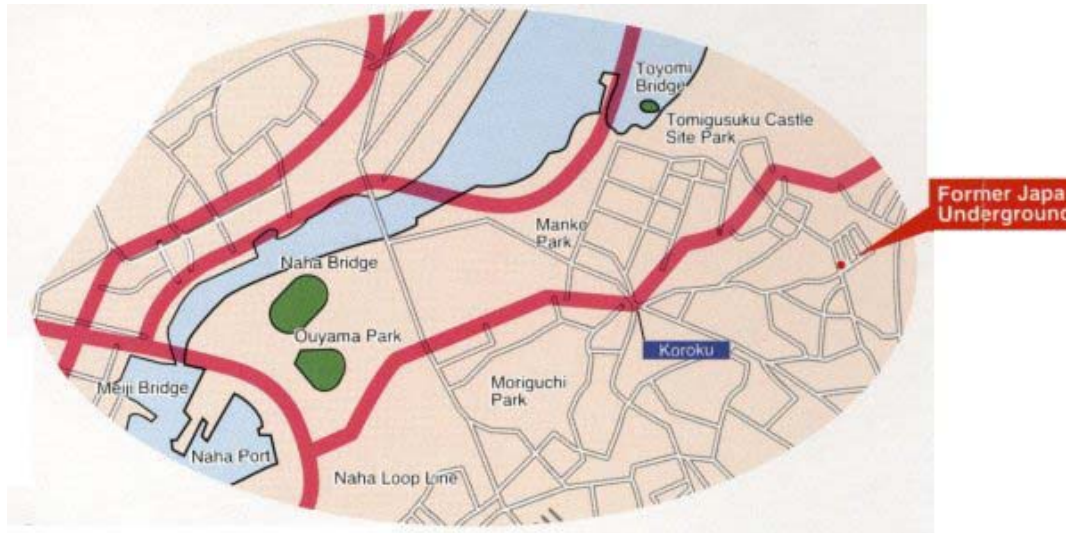 Toyomi
Bridge
Tomigusuku Castle
Site Park
Former Japa
Underground
Manko
Park
Naha Bridge
Ouyama Park
Koroku
Meiji Bridge
Moriguchi
Park
Naha Port
Naha Loop Line